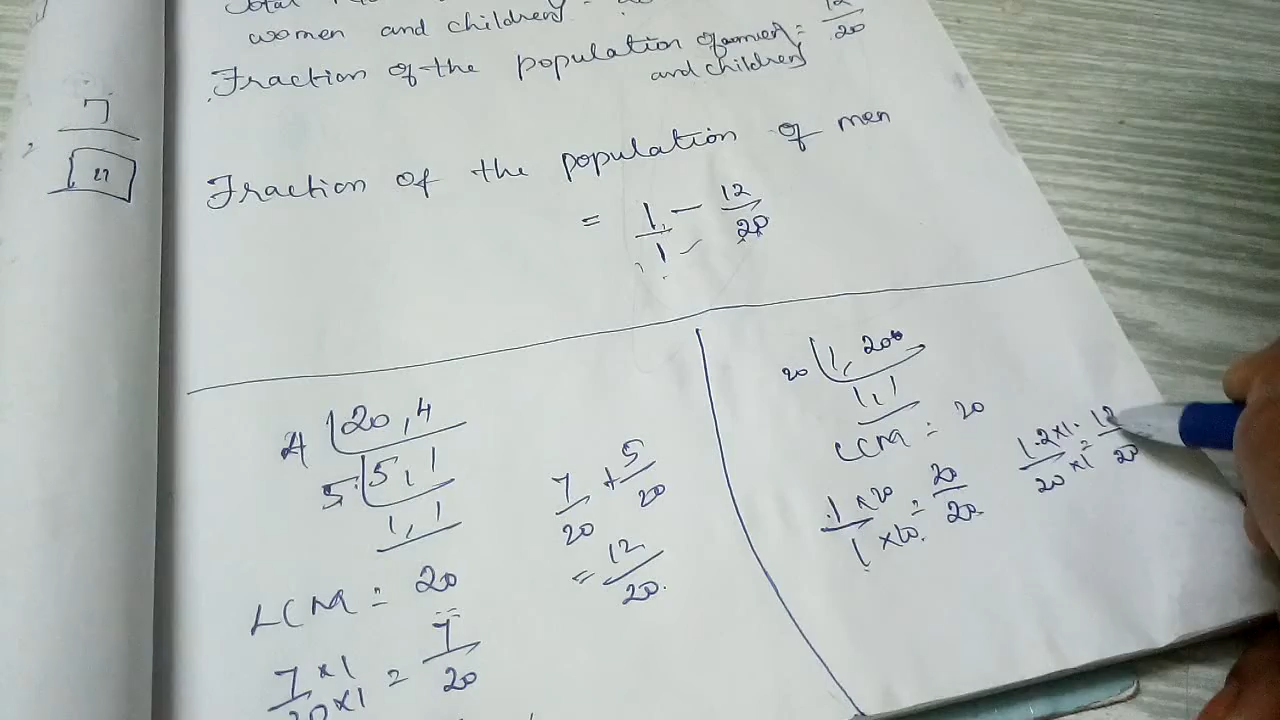 Total
women and children =
12/20
Fraction of the population of women =
and children
7
27
Fraction of the population of men
= 1/1 - 12/20
4 | 20, 4
5 | 5, 1
1, 1
LCM = 20
7×1/20×1 = 7/20
7/20 + 5/20
= 12/20.
20 | 1, 20
1, 1
LCM = 20
1×20/1×20 = 20/20
12×1/20×1 = 12/20